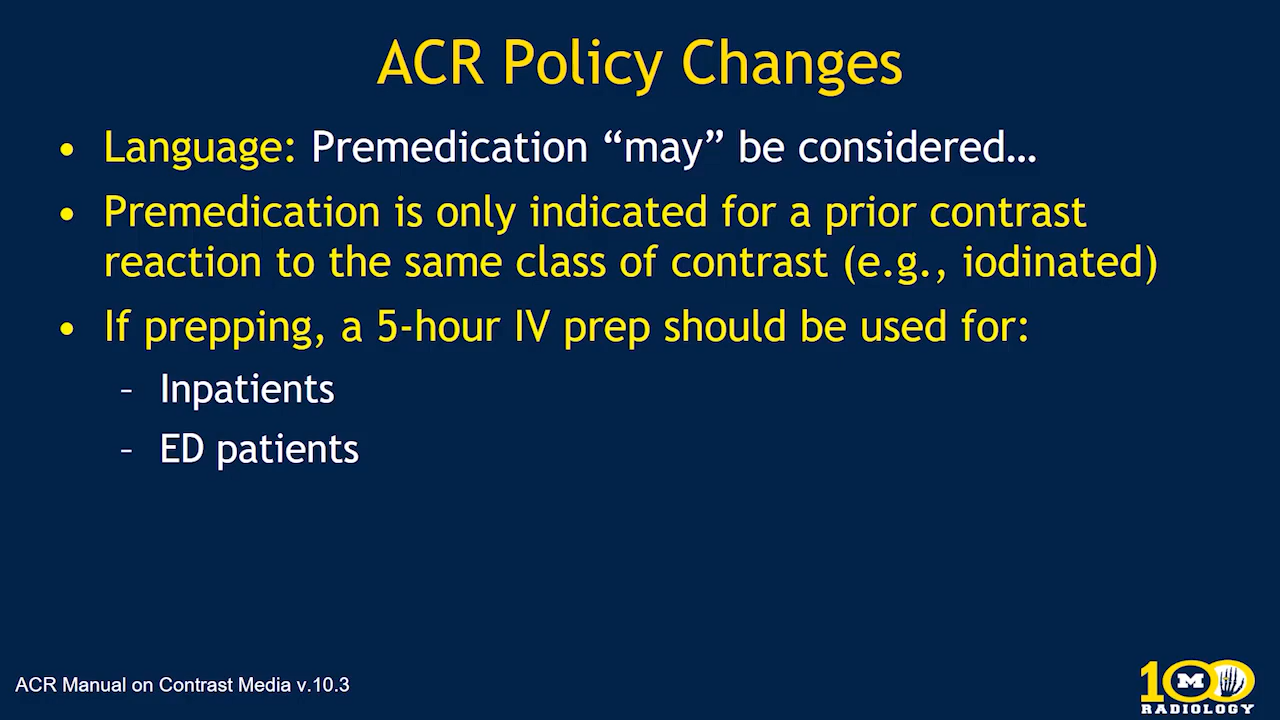 ACR Policy Changes
• Language: Premedication “may” be considered…
• Premedication is only indicated for a prior contrast
reaction to the same class of contrast (e.g., iodinated)
• If prepping, a 5-hour IV prep should be used for:
– Inpatients
– ED patients
ACR Manual on Contrast Media v.10.3
100
M
RADIOLOGY